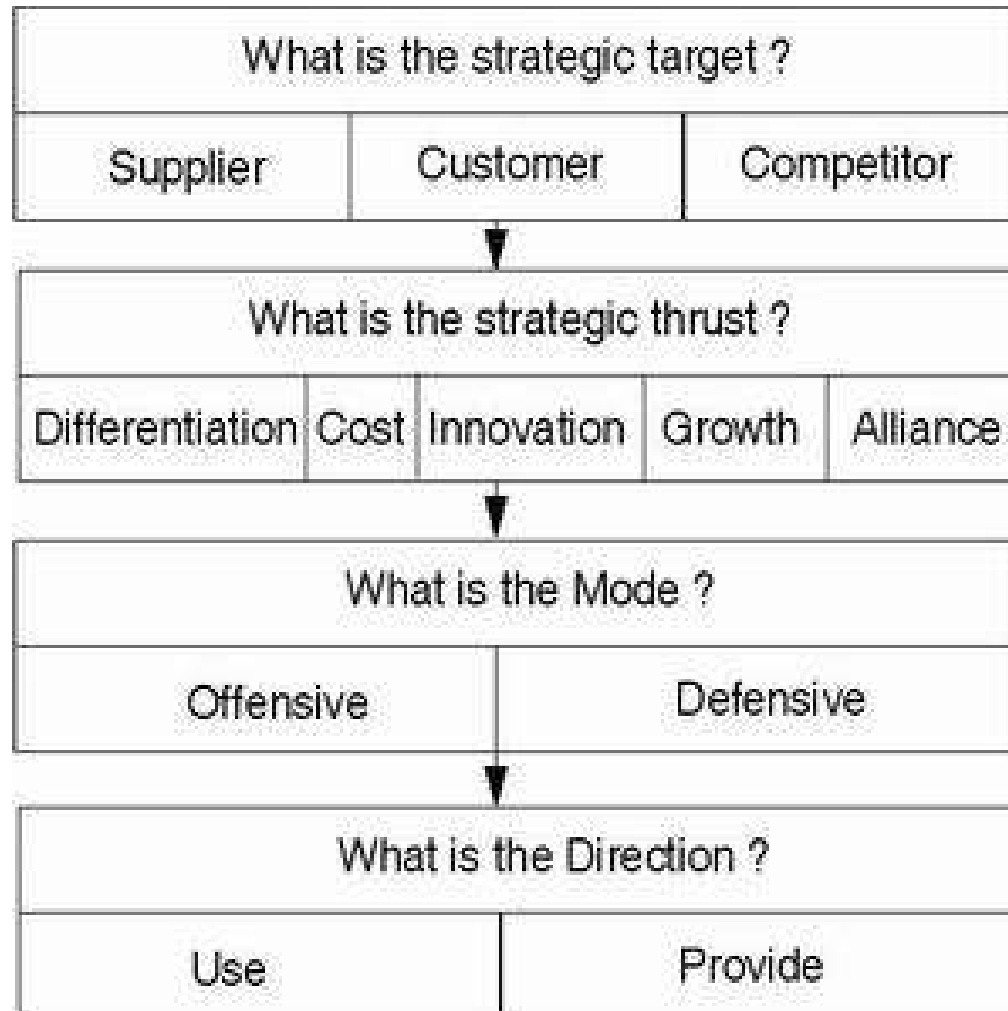 What is the strategic target ?
Supplier Customer Competitor
What is the strategic thrust ?
Differentiation Cost Innovation Growth Alliance
What is the Mode ?
Offensive Defensive
What is the Direction ?
Use Provide